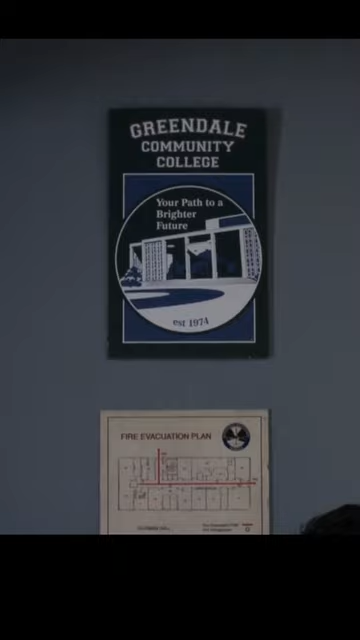 GREENDALE
COMMUNITY
COLLEGE
Your Path to a
Brighter
Future
est 1974
FIRE EVACUATION PLAN